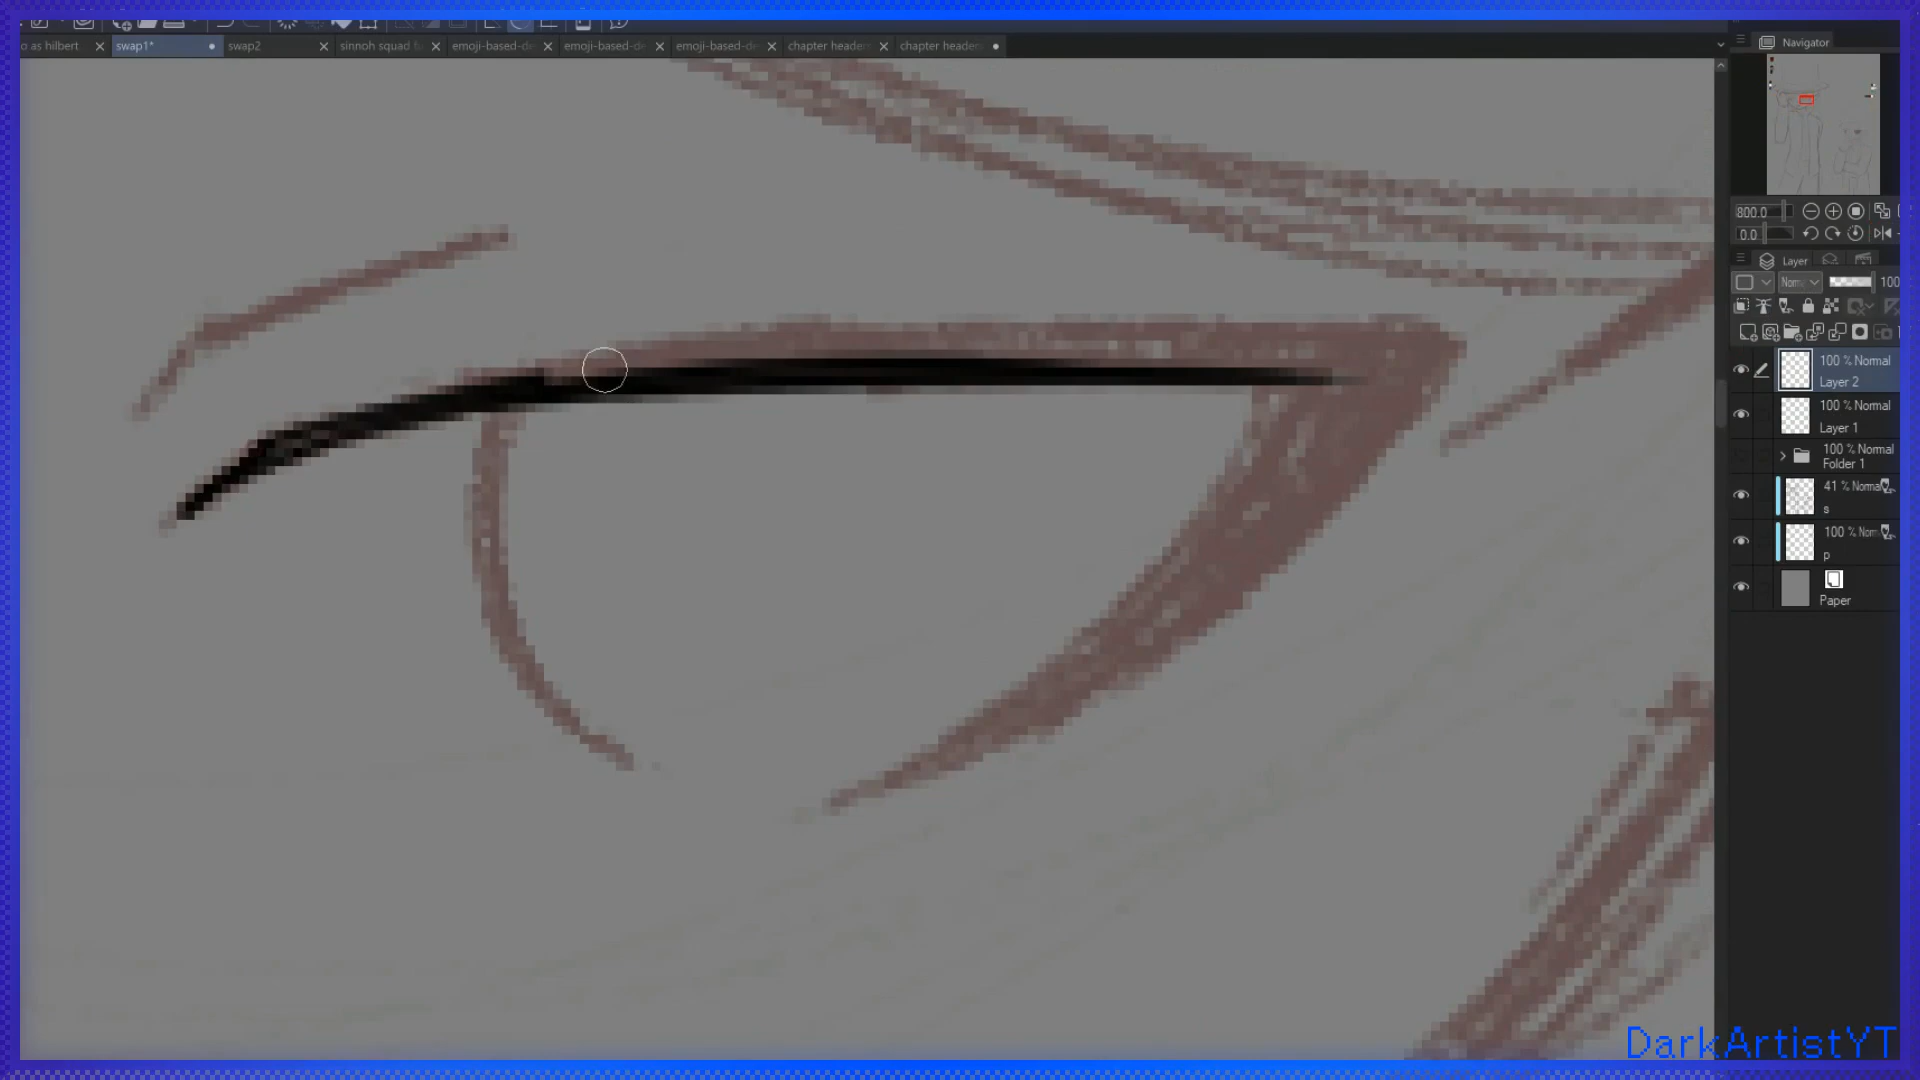 o as hilbert
swap1*
swap2
sinnoh squad f
emoji-based-de
emoji-based-de
emoji-based-de
chapter header
chapter header
Navigator
800.0
0.0
Layer
Norm
100
100 % Normal
Layer 2
100 % Normal
Layer 1
100 % Normal
Folder 1
41 % Normal
s
100 % Norm
p
Paper
DarkArtistYT